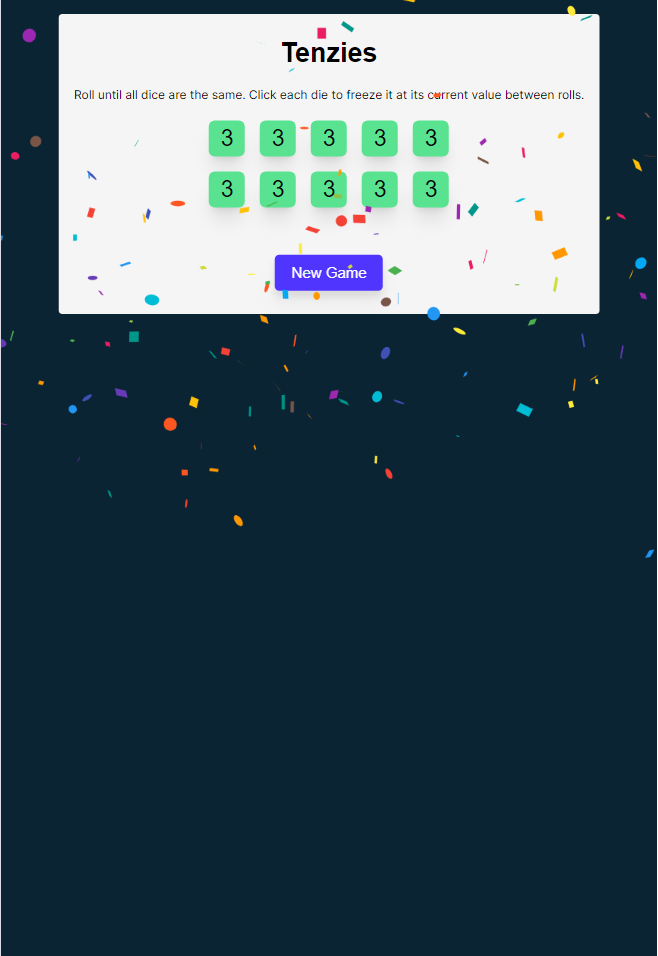 Tenzies
Roll until all dice are the same. Click each die to freeze it at its current value between rolls.
3 3 3 3 3
3 3 3 3 3
New Game